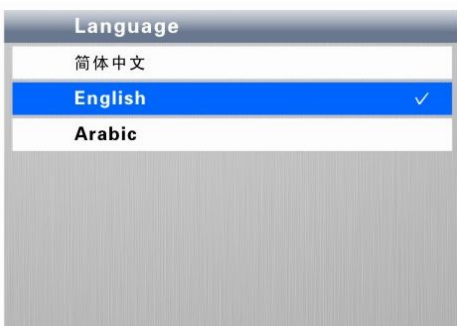 Language
简体中文
English
Arabic